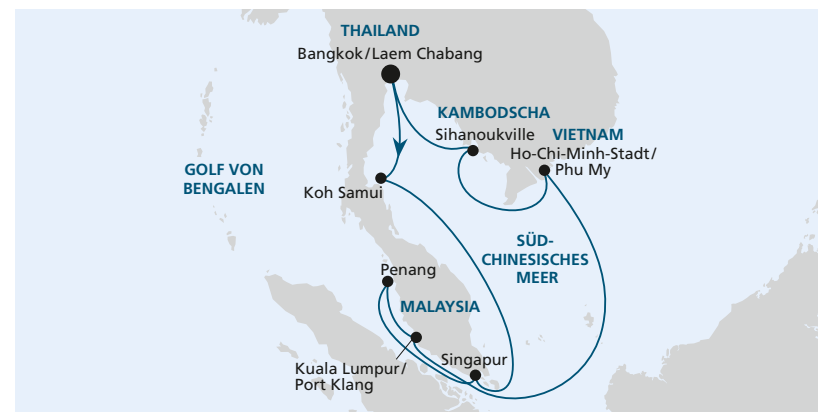 THAILAND
Bangkok/Laem Chabang
KAMBODSCHA
Sihanoukville
VIETNAM
Ho-Chi-Minh-Stadt/
Phu My
GOLF VON
BENGALEN
Koh Samui
SÜD-
CHINESISCHES
MEER
Penang
MALAYSIA
Singapur
Kuala Lumpur/
Port Klang